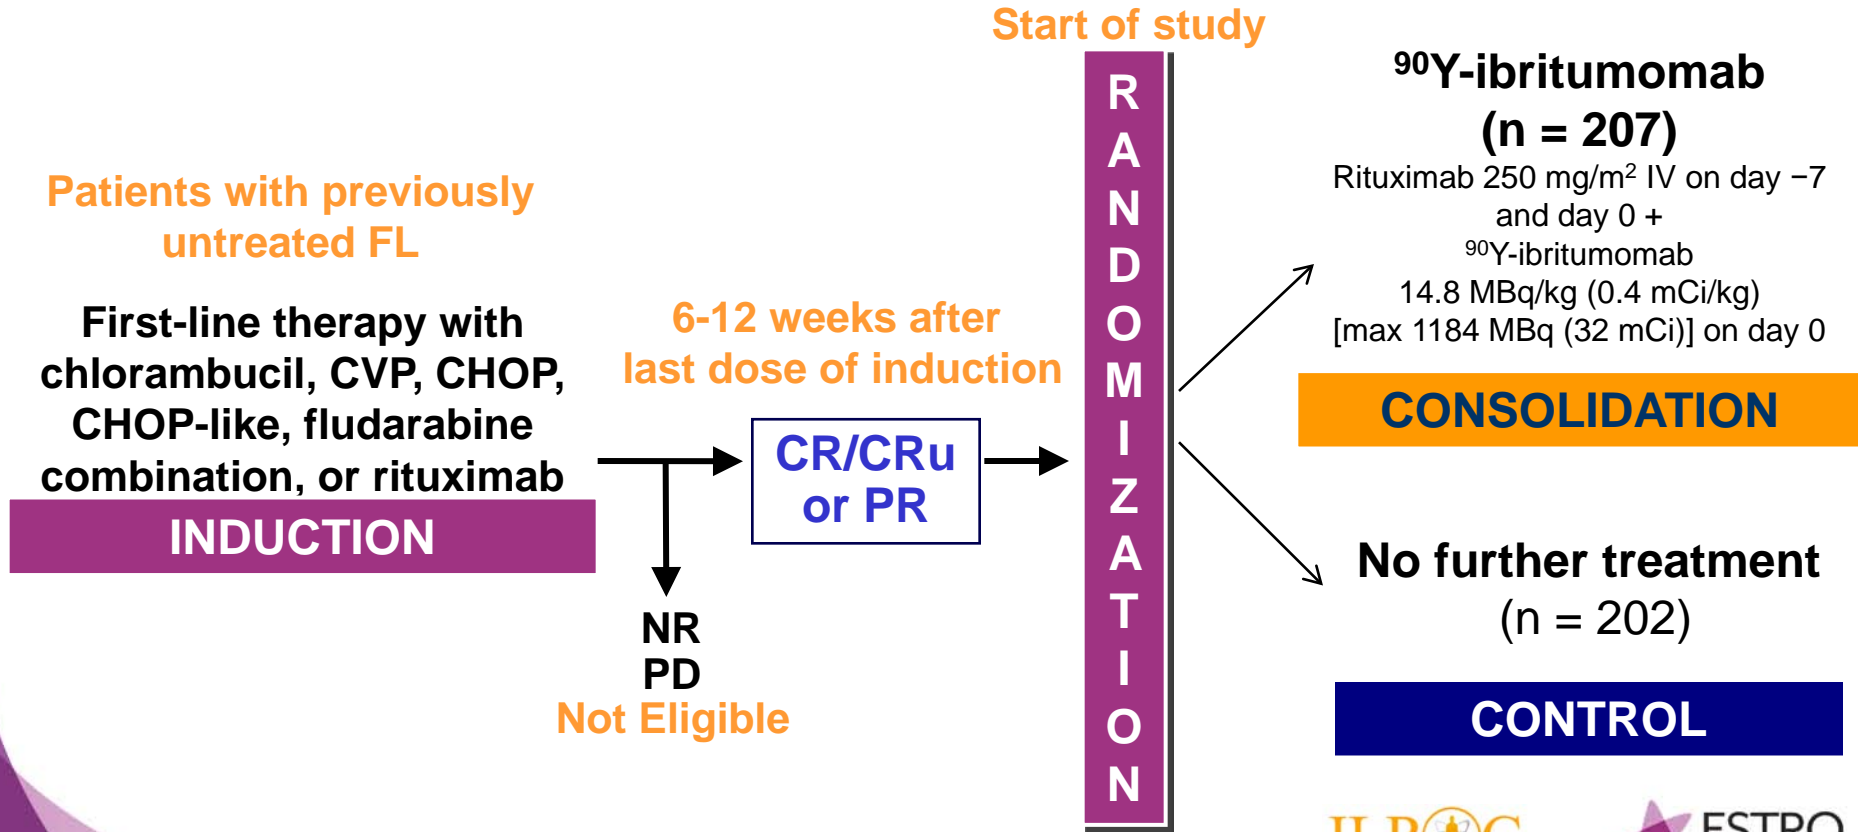 Start of study
Patients with previously
untreated FL
First-line therapy with
chlorambucil, CVP, CHOP,
CHOP-like, fludarabine
combination, or rituximab
INDUCTION
NR
PD
Not Eligible
6-12 weeks after
last dose of induction
CR/CRu
or PR
RANDOMIZATION
⁹⁰Y-ibritumomab
(n = 207)
Rituximab 250 mg/m² IV on day −7
and day 0 +
⁹⁰Y-ibritumomab
14.8 MBq/kg (0.4 mCi/kg)
[max 1184 MBq (32 mCi)] on day 0
CONSOLIDATION
No further treatment
(n = 202)
CONTROL
ESTRO